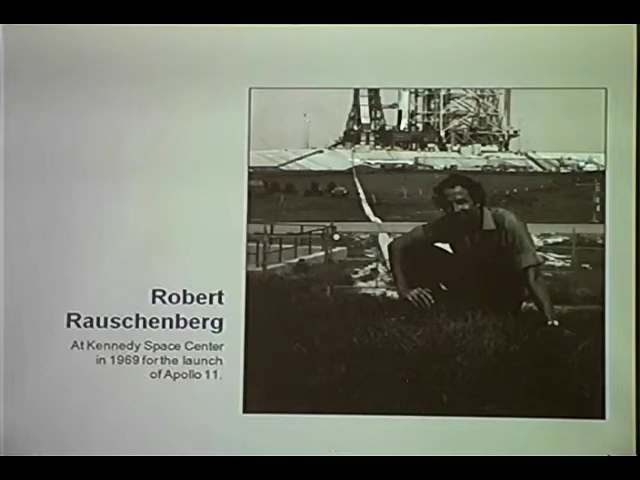 Robert
Rauschenberg
At Kennedy Space Center
in 1969 for the launch
of Apollo 11.